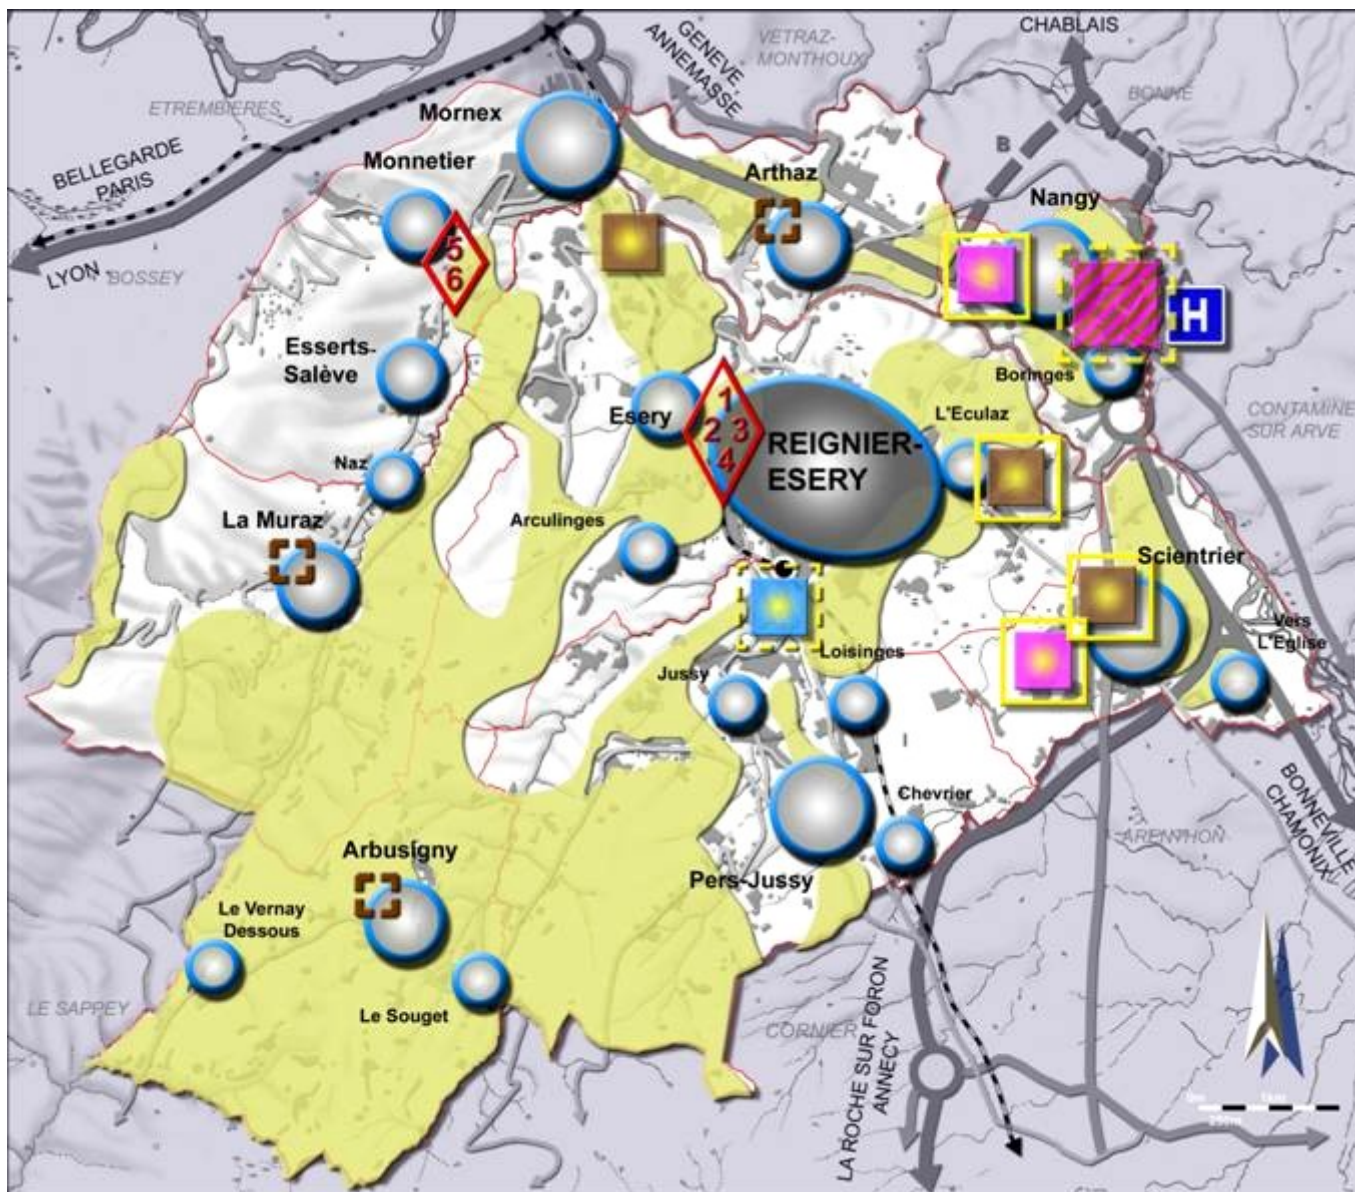 CHABLAIS
GENEVE
ANNEMASSE
VETRAZ-
MONTHOUX
BONNE
ETREMBIERES
Mornex
BELLEGARDE
PARIS
Monnetier
Arthaz
B
Nangy
LYON
BOSSEY
5
6
H
Esserts-
Salève
Boringes
Esery
1
2 3
4
L'Eculaz
CONTAMINE
SUR ARVE
REIGNIER-
ESERY
Naz
La Muraz
Arculinges
Scientrier
Vers
L'Eglise
Loisinges
Jussy
I
Chevrier
BONNEVILLE
CHAMONIX
ARENTHON
Arbusigny
Pers-Jussy
Le Vernay
Dessous
LE SAPPEY
Le Souget
CORNIER
LA ROCHE SUR FORON
ANNECY
0m
1km